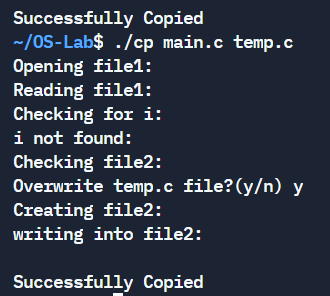 Successfully Copied
~/OS-Lab$ ./cp main.c temp.c
Opening file1:
Reading file1:
Checking for i:
i not found:
Checking file2:
Overwrite temp.c file?(y/n) y
Creating file2:
writing into file2:
Successfully Copied